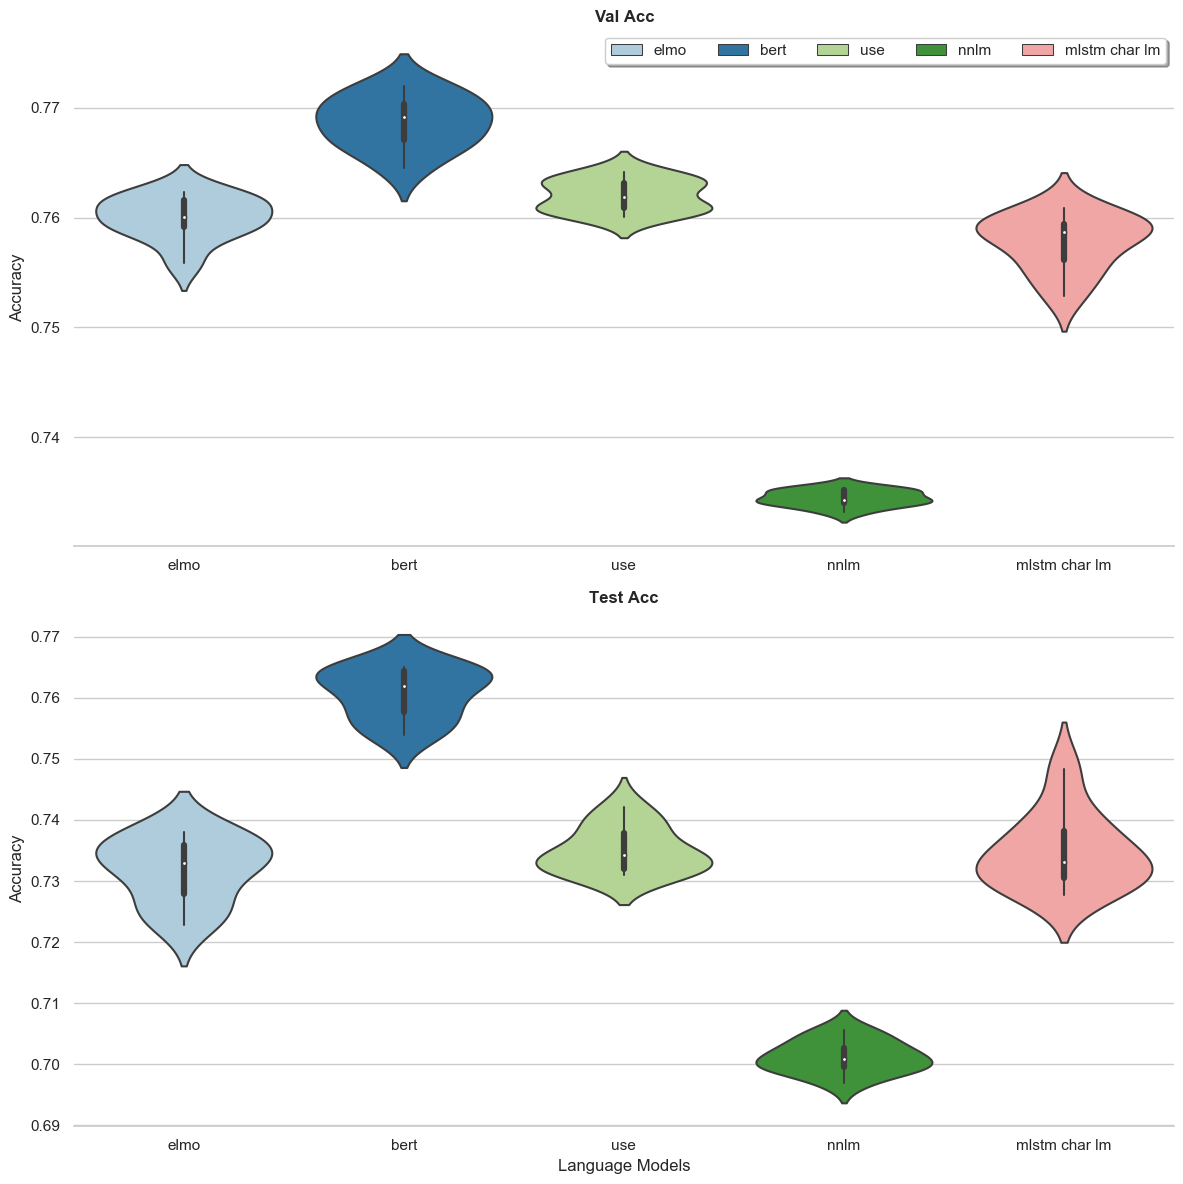 Val Acc
elmo bert use nnlm mlstm char lm
0.77
0.76
0.75
0.74
Accuracy
elmo bert use nnlm mlstm char lm
Test Acc
0.77
0.76
0.75
0.74
0.73
0.72
0.71
0.70
0.69
Accuracy
elmo bert use nnlm mlstm char lm
Language Models